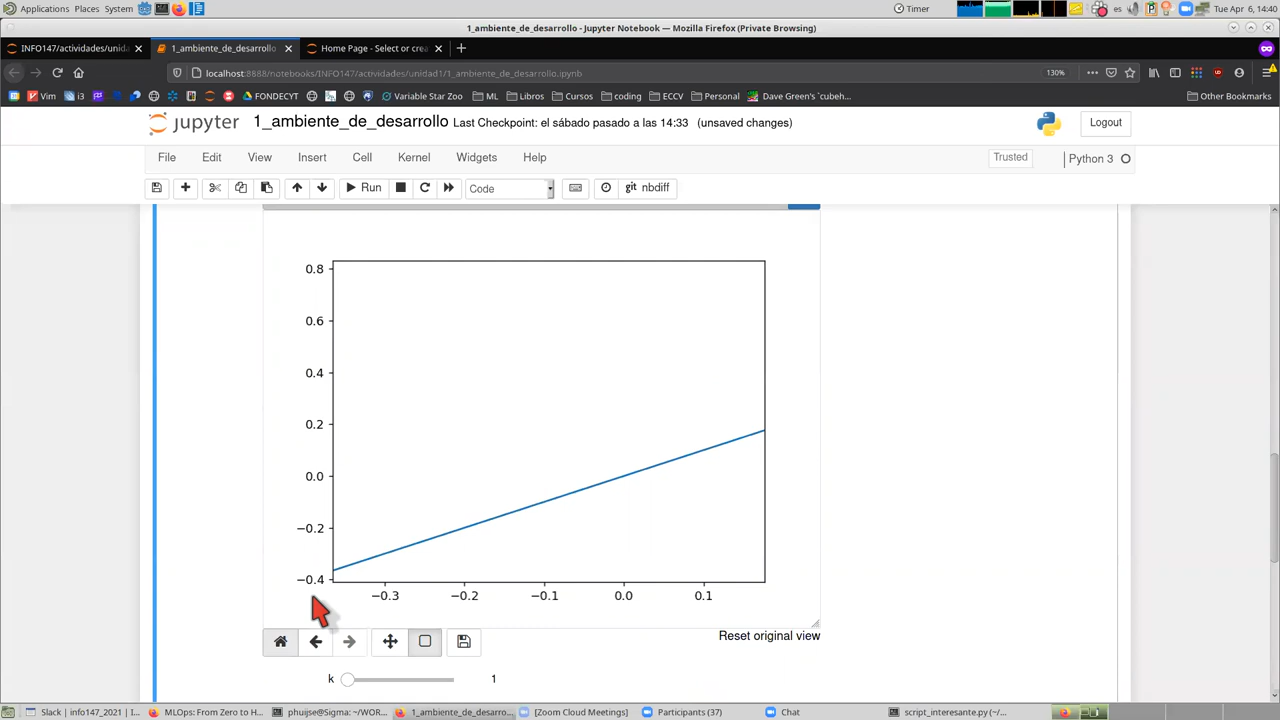 Applications Places System Timer es Tue Apr 6, 14:40
1_ambiente_de_desarrollo - Jupyter Notebook — Mozilla Firefox (Private Browsing)
INFO147/actividades/unida 1_ambiente_de_desarrollo Home Page - Select or crea
localhost:8888/notebooks/INFO147/actividades/unidad1/1_ambiente_de_desarrollo.ipynb 130%
Vim i3 FONDECYT Variable Star Zoo ML Libros Cursos coding ECCV Personal Dave Green's 'cubeh... Other Bookmarks
jupyter 1_ambiente_de_desarrollo Last Checkpoint: el sábado pasado a las 14:33 (unsaved changes) Logout
File Edit View Insert Cell Kernel Widgets Help Trusted Python 3
Run Code git nbdiff
0.8
0.6
0.4
0.2
0.0
−0.2
−0.4
−0.3 −0.2 −0.1 0.0 0.1
Reset original view
k 1
Slack | info147_2021 | I... MLOps: From Zero to H... phuijse@Sigma: ~/WOR... 1_ambiente_de_desarro... [Zoom Cloud Meetings] Participants (37) Chat script_interesante.py (~/...